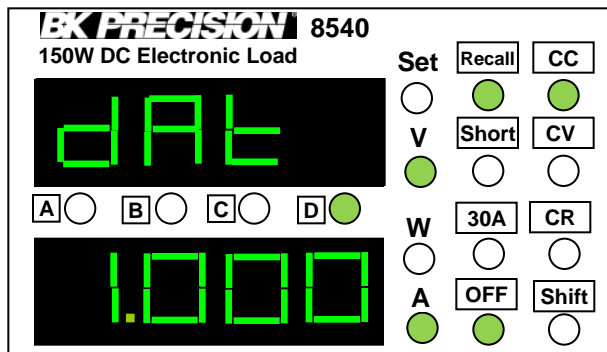 BK PRECISION 8540
150W DC Electronic Load
Set Recall CC
dAt
V Short CV
A B C D
W 30A CR
1.000
A OFF Shift